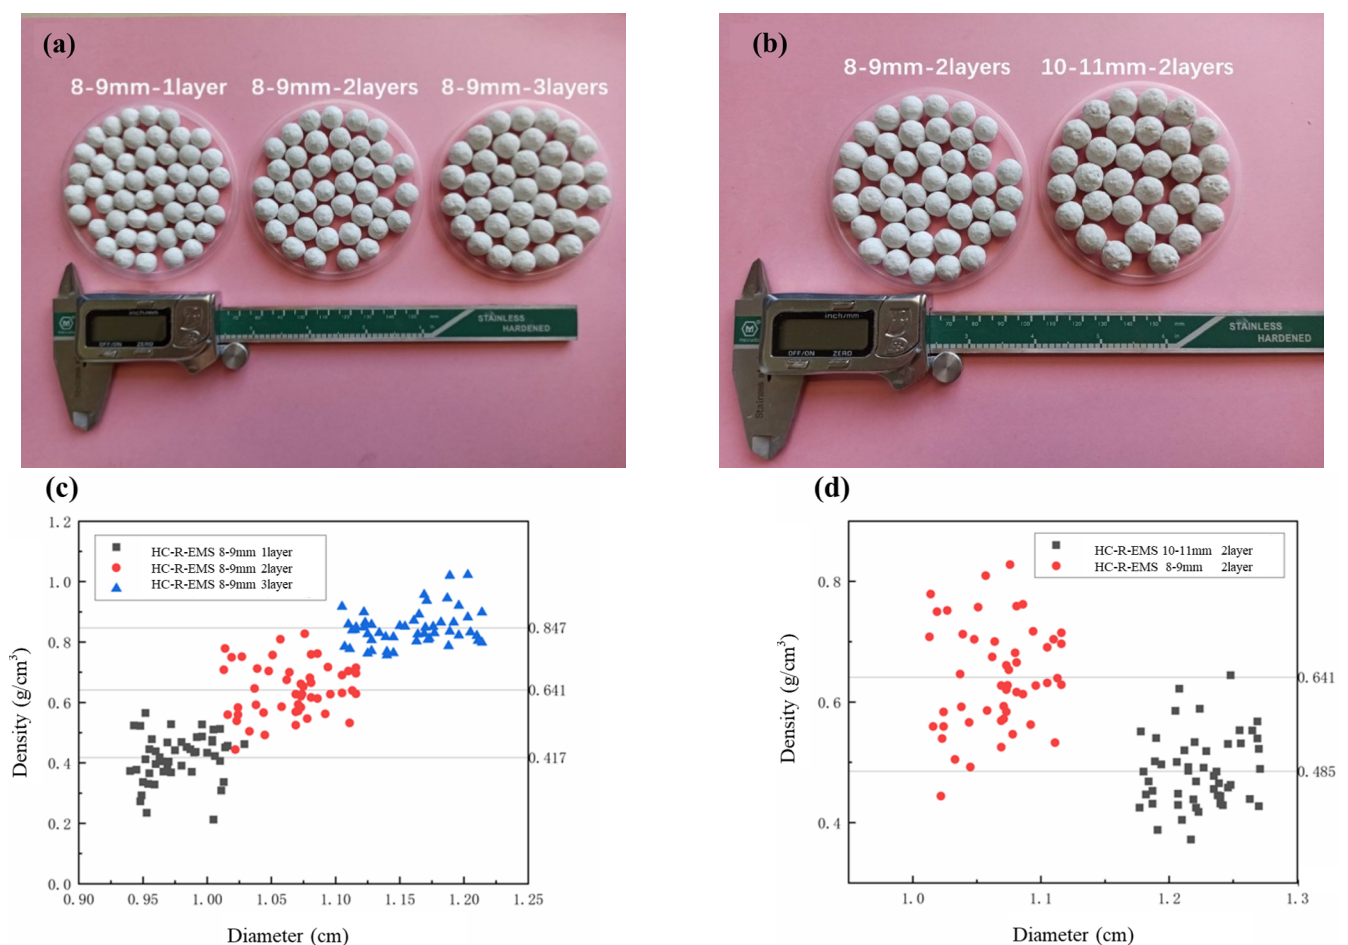 (a)
8-9mm-1layer 8-9mm-2layers 8-9mm-3layers
inch/mm
OFF/ON ZERO
STAINLESS
HARDENED
(b)
8-9mm-2layers 10-11mm-2layers
inch/mm
OFF/ON ZERO
STAINLESS
HARDENED
(c)
HC-R-EMS 8-9mm 1layer
HC-R-EMS 8-9mm 2layer
HC-R-EMS 8-9mm 3layer
1.2
1.0
0.8
0.6
0.4
0.2
0.0
0.847
0.641
0.417
0.90 0.95 1.00 1.05 1.10 1.15 1.20 1.25
Density (g/cm³)
Diameter (cm)
(d)
HC-R-EMS 10-11mm 2layer
HC-R-EMS 8-9mm 2layer
0.8
0.6
0.4
0.641
0.485
1.0 1.1 1.2 1.3
Density (g/cm³)
Diameter (cm)